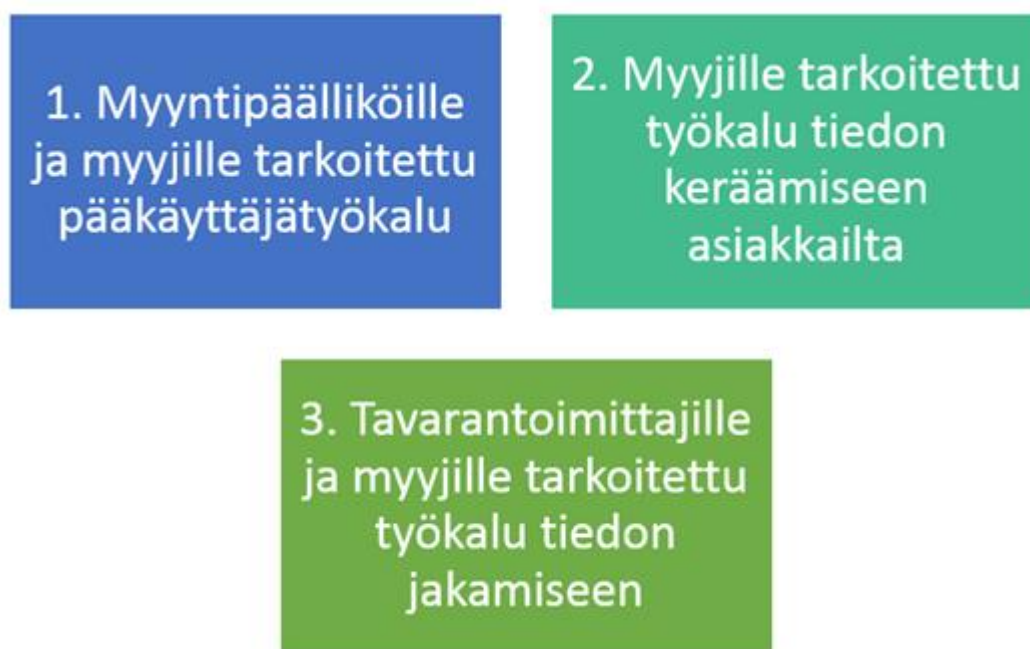 1. Myyntipäälliköille
ja myyjille tarkoitettu
pääkäyttäjätyökalu
2. Myyjille tarkoitettu
työkalu tiedon
keräämiseen
asiakkailta
3. Tavarantoimittajille
ja myyjille tarkoitettu
työkalu tiedon
jakamiseen